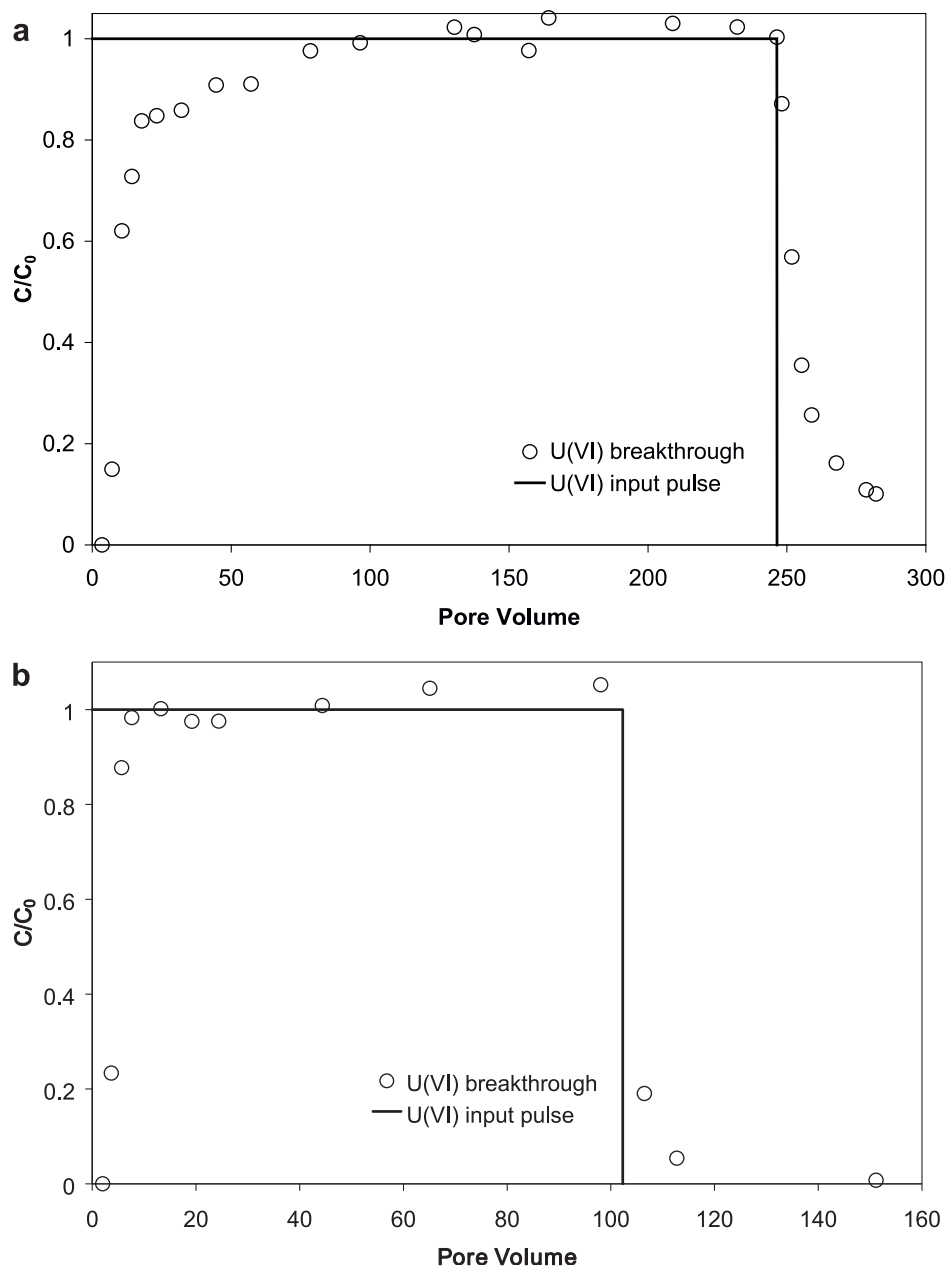 a
1
0.8
0.6
0.4
0.2
0
C/C0
U(VI) breakthrough
U(VI) input pulse
0 50 100 150 200 250 300
Pore Volume
b
1
0.8
0.6
0.4
0.2
0
C/C0
U(VI) breakthrough
U(VI) input pulse
0 20 40 60 80 100 120 140 160
Pore Volume